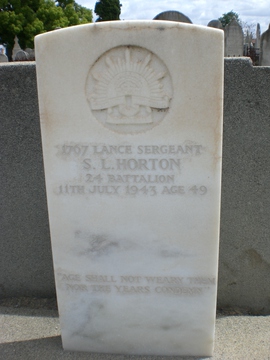 1767 LANCE SERGEANT
S. L. HORTON
24 BATTALION
11TH JULY 1943 AGE 49
"AGE SHALL NOT WEARY THEM
NOR THE YEARS CONDEMN"